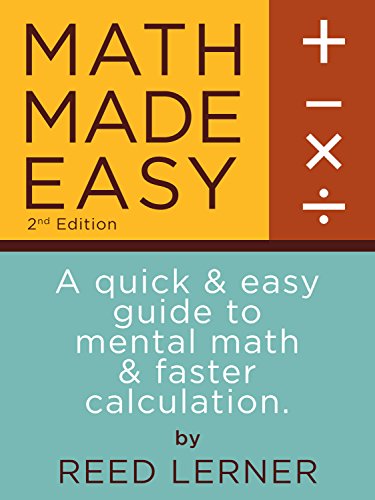 MATH
MADE
EASY
2nd Edition
+
−
×
÷
A quick & easy
guide to
mental math
& faster
calculation.
by
REED LERNER